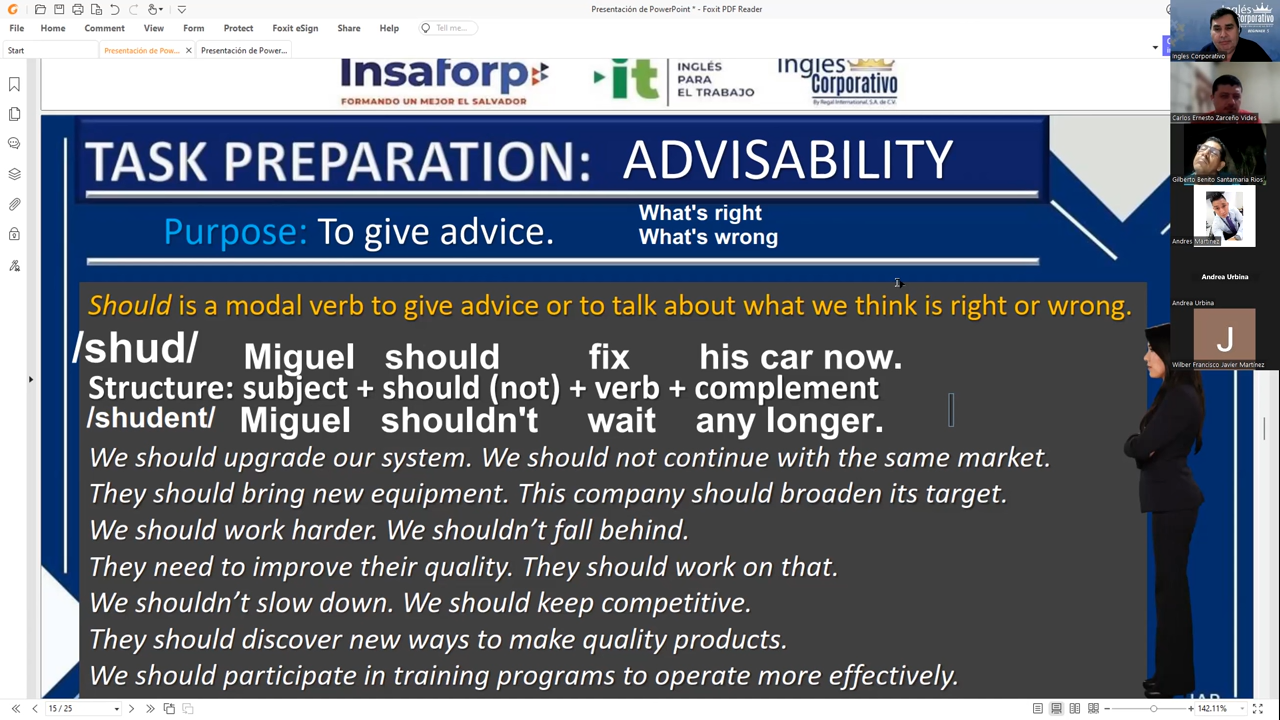 Presentación de PowerPoint * - Foxit PDF Reader
File Home Comment View Form Protect Foxit eSign Share Help Tell me...
Start Presentación de Pow... Presentación de Power...
Insaforp
FORMANDO UN MEJOR EL SALVADOR
it
INGLÉS
PARA
EL TRABAJO
Inglés
Corporativo
By Regal International, S.A. de C.V.
TASK PREPARATION: ADVISABILITY
Purpose: To give advice.
What's right
What's wrong
Should is a modal verb to give advice or to talk about what we think is right or wrong.
/shud/ Miguel should fix his car now.
Structure: subject + should (not) + verb + complement
/shudent/ Miguel shouldn't wait any longer.
We should upgrade our system. We should not continue with the same market.
They should bring new equipment. This company should broaden its target.
We should work harder. We shouldn't fall behind.
They need to improve their quality. They should work on that.
We shouldn't slow down. We should keep competitive.
They should discover new ways to make quality products.
We should participate in training programs to operate more effectively.
Inglés
Corporativo
Ingles Corporativo
Carlos Ernesto Zarceño Vides
Gilberto Benito Santamaria Rios
Andres Martinez
Andrea Urbina
Andrea Urbina
J
Wilber Francisco Javier Martinez
15 / 25
142.11%